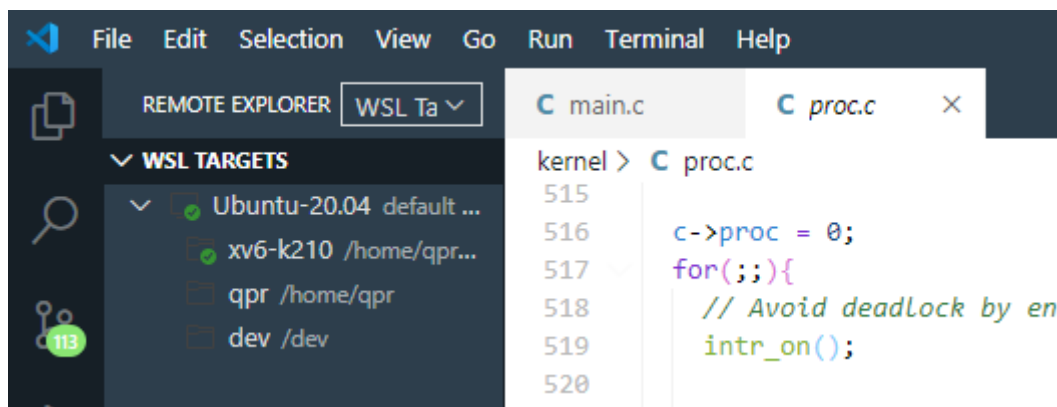 File Edit Selection View Go Run Terminal Help
REMOTE EXPLORER WSL Ta
WSL TARGETS
Ubuntu-20.04 default ...
xv6-k210 /home/qpr...
qpr /home/qpr
dev /dev
113
C main.c C proc.c ×
kernel > C proc.c
515
516 c->proc = 0;
517 for(;;){
518 // Avoid deadlock by en
519 intr_on();
520